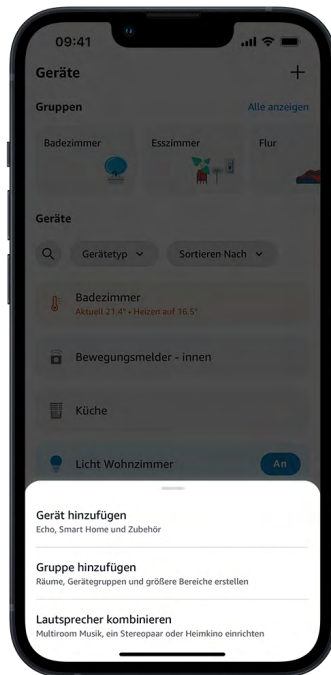 09:41
Geräte
Gruppen
Alle anzeigen
Badezimmer
Esszimmer
Flur
Geräte
Gerätetyp
Sortieren Nach
Badezimmer
Aktuell 21.4° • Heizen auf 16.5°
Bewegungsmelder - innen
Küche
Licht Wohnzimmer
An
Gerät hinzufügen
Echo, Smart Home und Zubehör
Gruppe hinzufügen
Räume, Gerätegruppen und größere Bereiche erstellen
Lautsprecher kombinieren
Multiroom Musik, ein Stereopaar oder Heimkino einrichten